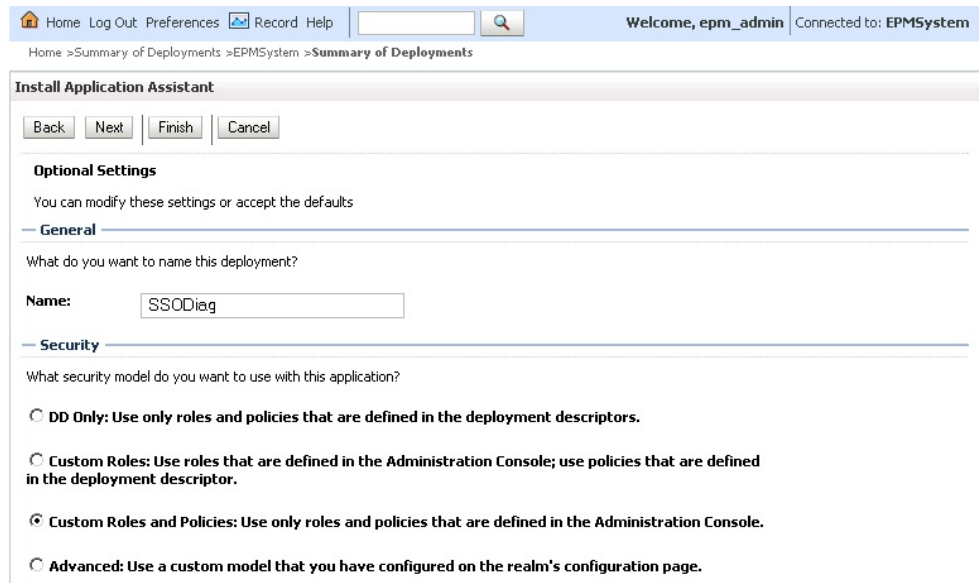 Home Log Out Preferences Record Help
Welcome, epm_admin Connected to: EPMSystem
Home >Summary of Deployments >EPMSystem >Summary of Deployments
Install Application Assistant
Back Next Finish Cancel
Optional Settings
You can modify these settings or accept the defaults
General
What do you want to name this deployment?
Name: SSODiag
Security
What security model do you want to use with this application?
DD Only: Use only roles and policies that are defined in the deployment descriptors.
Custom Roles: Use roles that are defined in the Administration Console; use policies that are defined
in the deployment descriptor.
Custom Roles and Policies: Use only roles and policies that are defined in the Administration Console.
Advanced: Use a custom model that you have configured on the realm's configuration page.